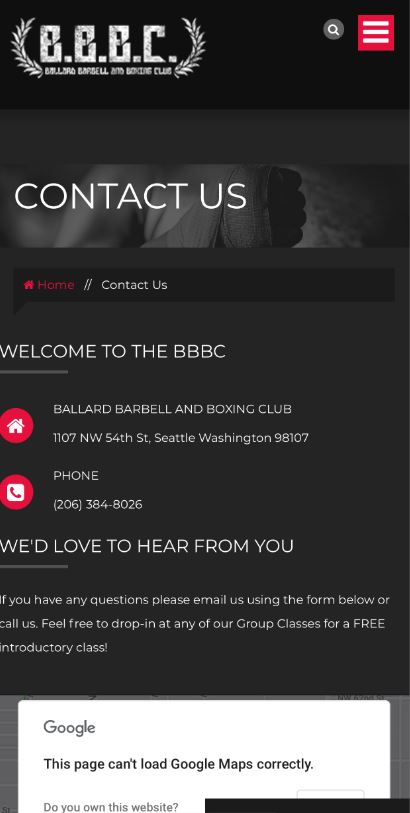 B.B.B.C.
BALLARD BARBELL AND BOXING CLUB
CONTACT US
Home // Contact Us
WELCOME TO THE BBBC
BALLARD BARBELL AND BOXING CLUB
1107 NW 54th St, Seattle Washington 98107
PHONE
(206) 384-8026
WE'D LOVE TO HEAR FROM YOU
If you have any questions please email us using the form below or
call us. Feel free to drop-in at any of our Group Classes for a FREE
introductory class!
NW 62nd St
Google
This page can't load Google Maps correctly.
Do you own this website?
St